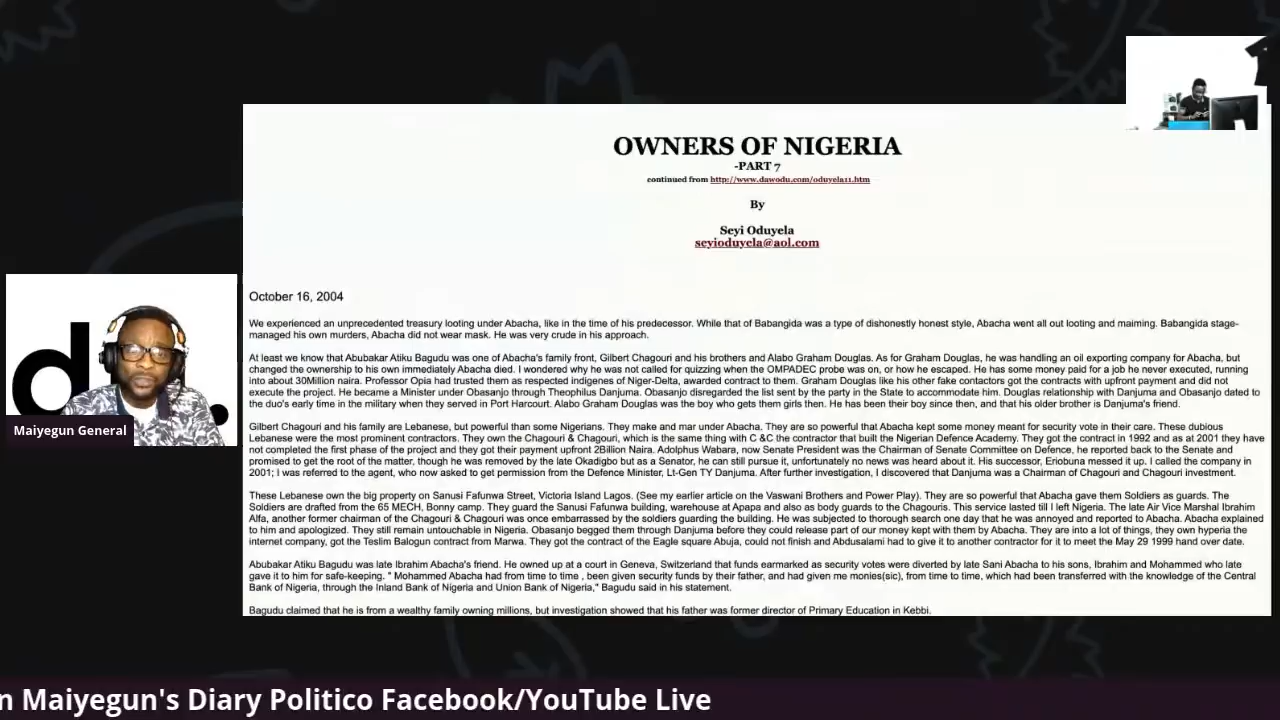 OWNERS OF NIGERIA
-PART 7
continued from http://www.dawodu.com/oduyela11.htm
By
Seyi Oduyela
seyioduyela@aol.com
October 16, 2004
We experienced an unprecedented treasury looting under Abacha, like in the time of his predecessor. While that of Babangida was a type of dishonestly honest style, Abacha went all out looting and maiming. Babangida stage-
managed his own murders, Abacha did not wear mask. He was very crude in his approach.
At least we know that Abubakar Atiku Bagudu was one of Abacha's family front, Gilbert Chagouri and his brothers and Alabo Graham Douglas. As for Graham Douglas, he was handling an oil exporting company for Abacha, but
changed the ownership to his own immediately Abacha died. I wondered why he was not called for quizzing when the OMPADEC probe was on, or how he escaped. He has some money paid for a job he never executed, running
into about 30Million naira. Professor Opia had trusted them as respected indigenes of Niger-Delta, awarded contract to them. Graham Douglas like his other fake contactors got the contracts with upfront payment and did not
execute the project. He became a Minister under Obasanjo through Theophilus Danjuma. Obasanjo disregarded the list sent by the party in the State to accommodate him. Douglas relationship with Danjuma and Obasanjo dated to
the duo's early time in the military when they served in Port Harcourt. Alabo Graham Douglas was the boy who gets them girls then. He has been their boy since then, and that his older brother is Danjuma's friend.
Gilbert Chagouri and his family are Lebanese, but powerful than some Nigerians. They make and mar under Abacha. They are so powerful that Abacha kept some money meant for security vote in their care. These dubious
Lebanese were the most prominent contractors. They own the Chagouri & Chagouri, which is the same thing with C &C the contractor that built the Nigerian Defence Academy. They got the contract in 1992 and as at 2001 they have
not completed the first phase of the project and they got their payment upfront 2Billion Naira. Adolphus Wabara, now Senate President was the Chairman of Senate Committee on Defence, he reported back to the Senate and
promised to get the root of the matter, though he was removed by the late Okadigbo but as a Senator, he can still pursue it, unfortunately no news was heard about it. His successor, Eriobuna messed it up. I called the company in
2001; I was referred to the agent, who now asked to get permission from the Defence Minister, Lt-Gen TY Danjuma. After further investigation, I discovered that Danjuma was a Chairman of Chagouri and Chagouri investment.
These Lebanese own the big property on Sanusi Fafunwa Street, Victoria Island Lagos. (See my earlier article on the Vaswani Brothers and Power Play). They are so powerful that Abacha gave them Soldiers as guards. The
Soldiers are drafted from the 65 MECH, Bonny camp. They guard the Sanusi Fafunwa building, warehouse at Apapa and also as body guards to the Chagouris. This service lasted till I left Nigeria. The late Air Vice Marshal Ibrahim
Alfa, another former chairman of the Chagouri & Chagouri was once embarrassed by the soldiers guarding the building. He was subjected to thorough search one day that he was annoyed and reported to Abacha. Abacha explained
to him and apologized. They still remain untouchable in Nigeria. Obasanjo begged them through Danjuma before they could release part of our money kept with them by Abacha. They are into a lot of things, they own hyperia the
internet company, got the Teslim Balogun contract from Marwa. They got the contract of the Eagle square Abuja, could not finish and Abdusalami had to give it to another contractor for it to meet the May 29 1999 hand over date.
Abubakar Atiku Bagudu was late Ibrahim Abacha's friend. He owned up at a court in Geneva, Switzerland that funds earmarked as security votes were diverted by late Sani Abacha to his sons, Ibrahim and Mohammed who late
gave it to him for safe-keeping. " Mohammed Abacha had from time to time , been given security funds by their father, and had given me monies(sic), from time to time, which had been transferred with the knowledge of the Central
Bank of Nigeria, through the Inland Bank of Nigeria and Union Bank of Nigeria," Bagudu said in his statement.
Bagudu claimed that he is from a wealthy family owning millions, but investigation showed that his father was former director of Primary Education in Kebbi.
d.
Maiyegun General
n Maiyegun's Diary Politico Facebook/YouTube Live